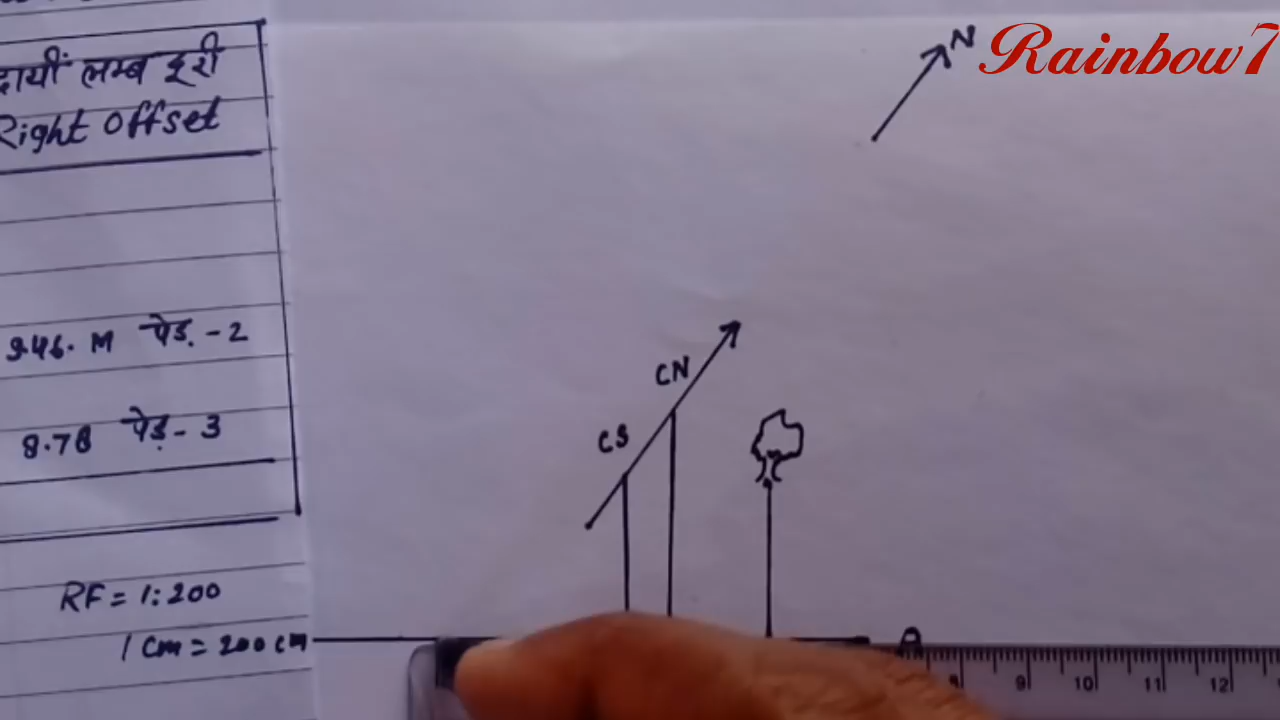 दायीं लम्ब दूरी
Right Offset
9.46. M पेड़. - 2
8.78 पेड़ - 3
RF = 1:200
1 Cm = 200 cm
N
Rainbow7
CN
CS
A
8 9 10 11 12